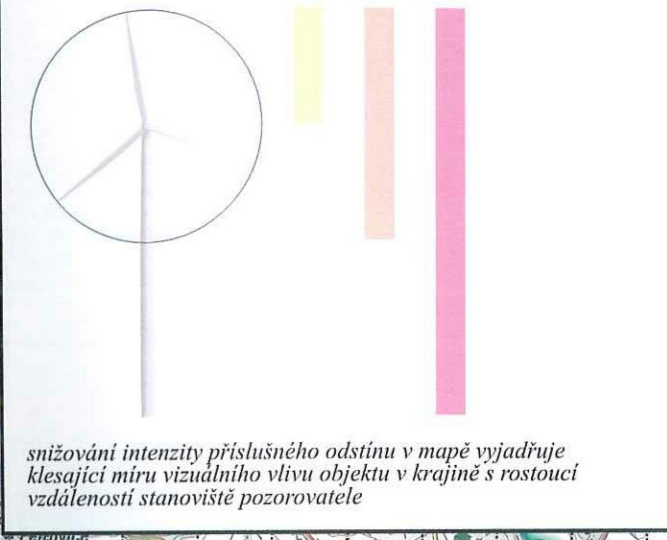 snižování intenzity příslušného odstínu v mapě vyjadřuje
klesající míru vizuálního vlivu objektu v krajině s rostoucí
vzdáleností stanoviště pozorovatele